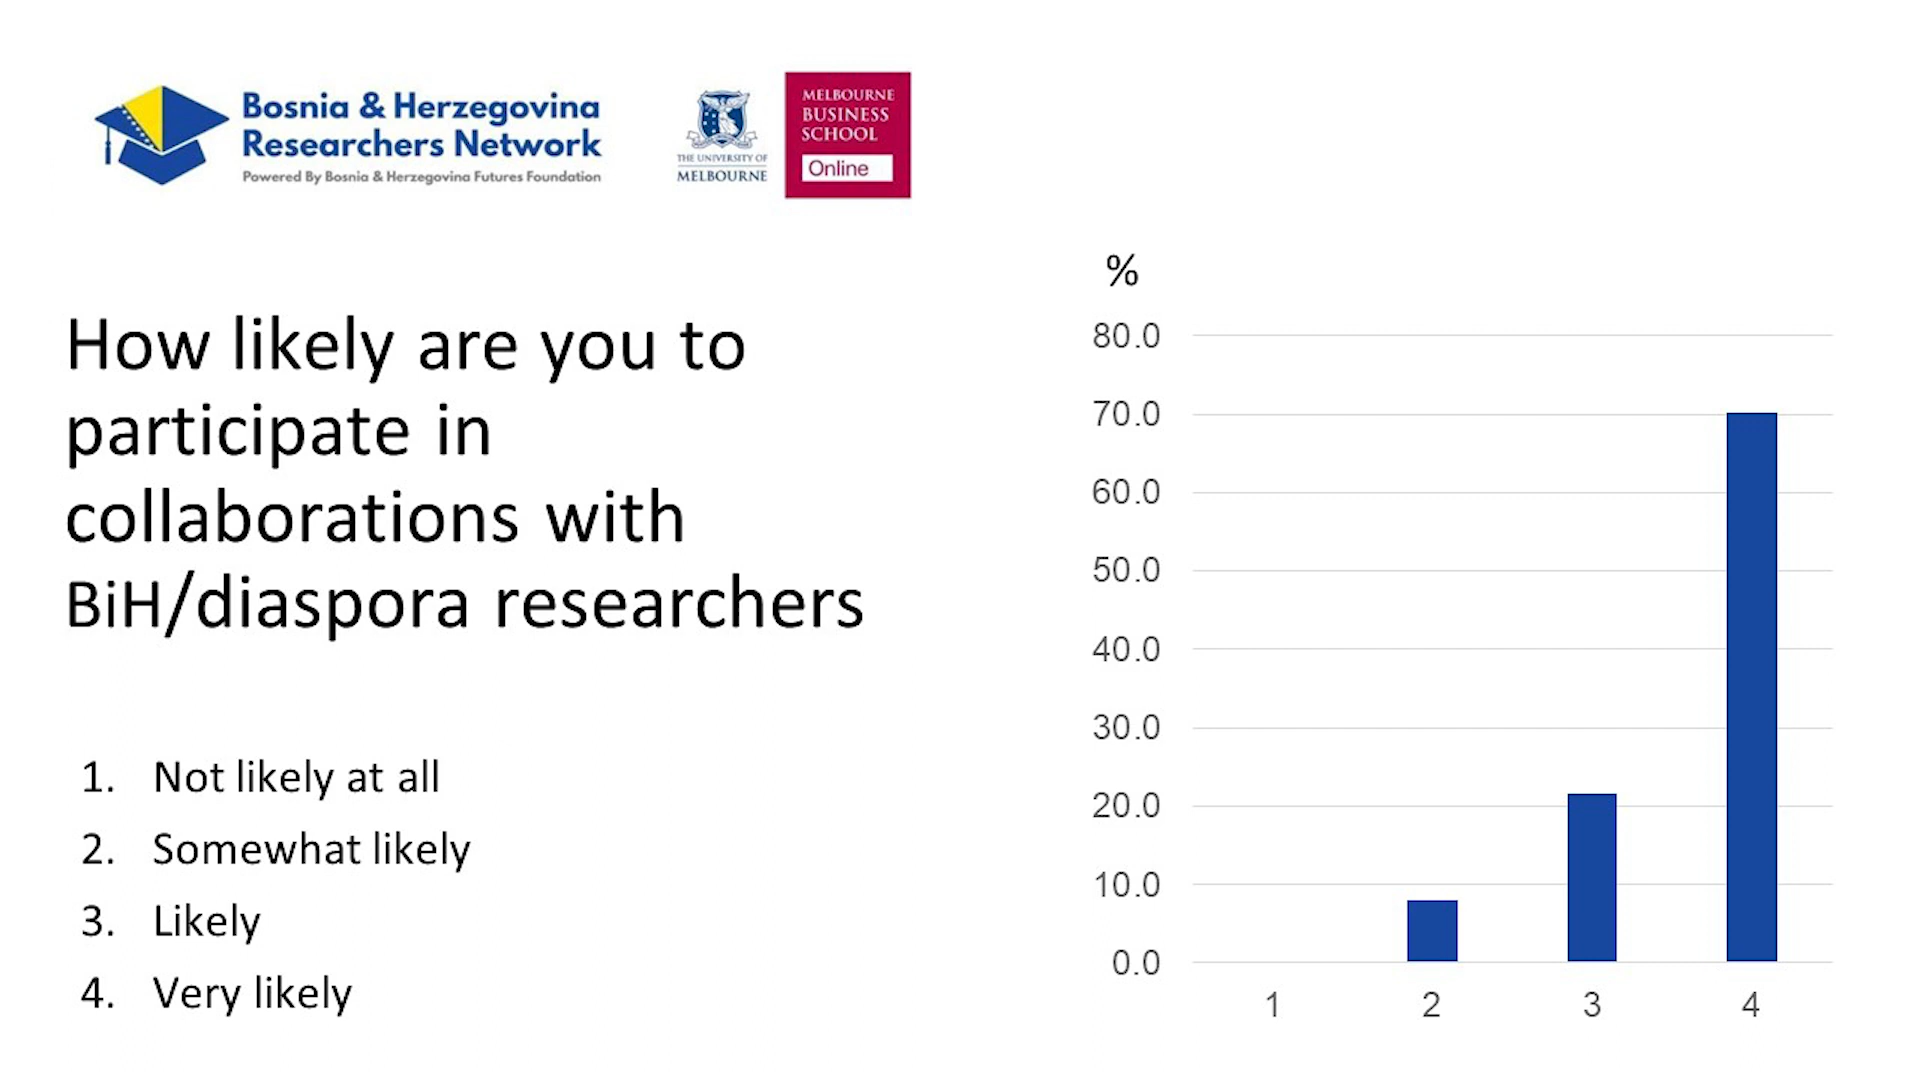 Bosnia & Herzegovina
Researchers Network
Powered By Bosnia & Herzegovina Futures Foundation
THE UNIVERSITY OF
MELBOURNE
MELBOURNE
BUSINESS
SCHOOL
Online
How likely are you to
participate in
collaborations with
BiH/diaspora researchers
1. Not likely at all
2. Somewhat likely
3. Likely
4. Very likely
%
80.0
70.0
60.0
50.0
40.0
30.0
20.0
10.0
0.0
1 2 3 4